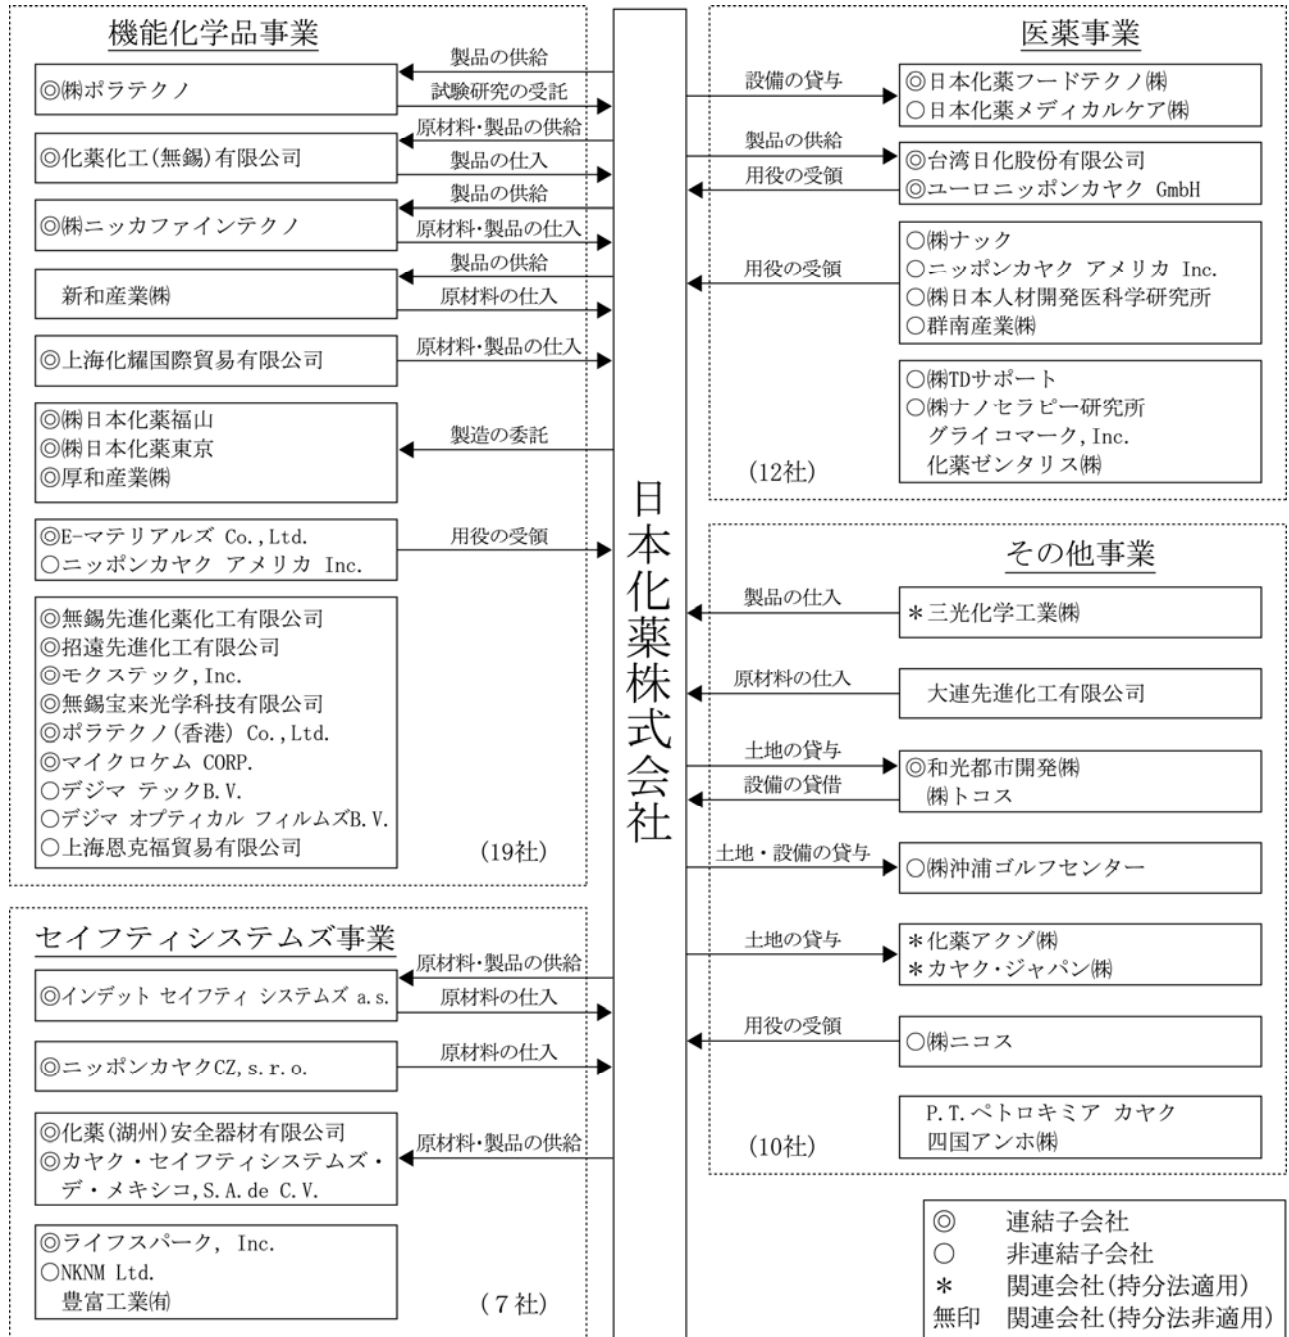 機能化学品事業
製品の供給
◎㈱ポラテクノ
試験研究の受託
原材料・製品の供給
◎化薬化工(無錫)有限公司
製品の仕入
製品の供給
◎㈱ニッカファインテクノ
原材料・製品の仕入
製品の供給
新和産業㈱
原材料の仕入
◎上海化耀国際貿易有限公司
原材料・製品の仕入
◎㈱日本化薬福山
◎㈱日本化薬東京
◎厚和産業㈱
製造の委託
◎E-マテリアルズ Co.,Ltd.
○ニッポンカヤク アメリカ Inc.
用役の受領
◎無錫先進化薬化工有限公司
◎招遠先進化工有限公司
◎モクステック,Inc.
◎無錫宝来光学科技有限公司
◎ポラテクノ(香港) Co.,Ltd.
◎マイクロケム CORP.
○デジマ テックB.V.
○デジマ オプティカル フィルムズB.V.
○上海恩克福貿易有限公司
(19社)
セイフティシステムズ事業
原材料・製品の供給
◎インデット セイフティ システムズ a.s.
原材料の仕入
◎ニッポンカヤクCZ,s.r.o.
原材料の仕入
◎化薬(湖州)安全器材有限公司
◎カヤク・セイフティシステムズ・
デ・メキシコ,S.A.de C.V.
原材料・製品の供給
◎ライフスパーク, Inc.
○NKNM Ltd.
豊富工業㈲
(７社)
日本化薬株式会社
医薬事業
設備の貸与
◎日本化薬フードテクノ㈱
○日本化薬メディカルケア㈱
製品の供給
用役の受領
◎台湾日化股份有限公司
◎ユーロニッポンカヤク GmbH
用役の受領
○㈱ナック
○ニッポンカヤク アメリカ Inc.
○㈱日本人材開発医科学研究所
○群南産業㈱
○㈱TDサポート
○㈱ナノセラピー研究所
グライコマーク,Inc.
化薬ゼンタリス㈱
(12社)
その他事業
製品の仕入
＊三光化学工業㈱
原材料の仕入
大連先進化工有限公司
土地の貸与
設備の貸借
◎和光都市開発㈱
㈱トコス
土地・設備の貸与
○㈱沖浦ゴルフセンター
土地の貸与
＊化薬アクゾ㈱
＊カヤク・ジャパン㈱
用役の受領
○㈱ニコス
P.T.ペトロキミア カヤク
四国アンホ㈱
(10社)
◎ 連結子会社
○ 非連結子会社
＊ 関連会社(持分法適用)
無印 関連会社(持分法非適用)